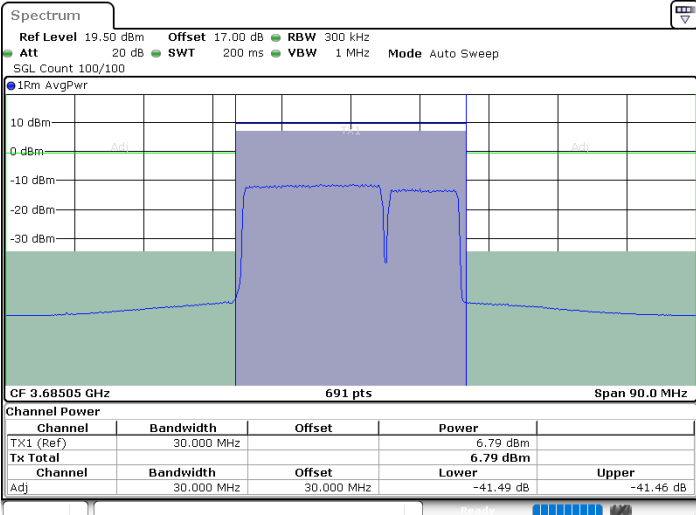 Spectrum
Ref Level 19.50 dBm Offset 17.00 dB RBW 300 kHz
Att 20 dB SWT 200 ms VBW 1 MHz Mode Auto Sweep
SGL Count 100/100
1Rm AvgPwr
10 dBm
TX1
Adj Adj
0 dBm
-10 dBm
-20 dBm
-30 dBm
CF 3.68505 GHz 691 pts Span 90.0 MHz
Channel Power
Channel Bandwidth Offset Power
TX1 (Ref) 30.000 MHz 6.79 dBm
Tx Total 6.79 dBm
Channel Bandwidth Offset Lower Upper
Adj 30.000 MHz 30.000 MHz -41.49 dB -41.46 dB
Ready